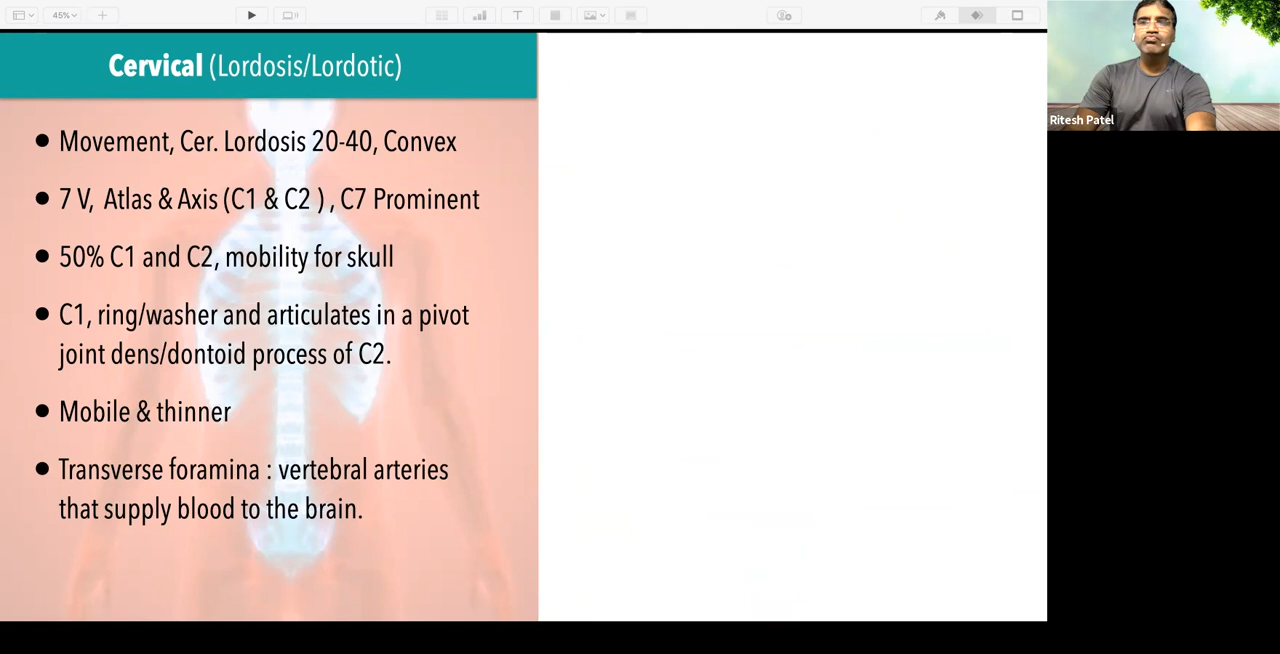 45%
Cervical (Lordosis/Lordotic)
• Movement, Cer. Lordosis 20-40, Convex
• 7 V, Atlas & Axis (C1 & C2 ) , C7 Prominent
• 50% C1 and C2, mobility for skull
• C1, ring/washer and articulates in a pivot
joint dens/dontoid process of C2.
• Mobile & thinner
• Transverse foramina : vertebral arteries
that supply blood to the brain.
Ritesh Patel